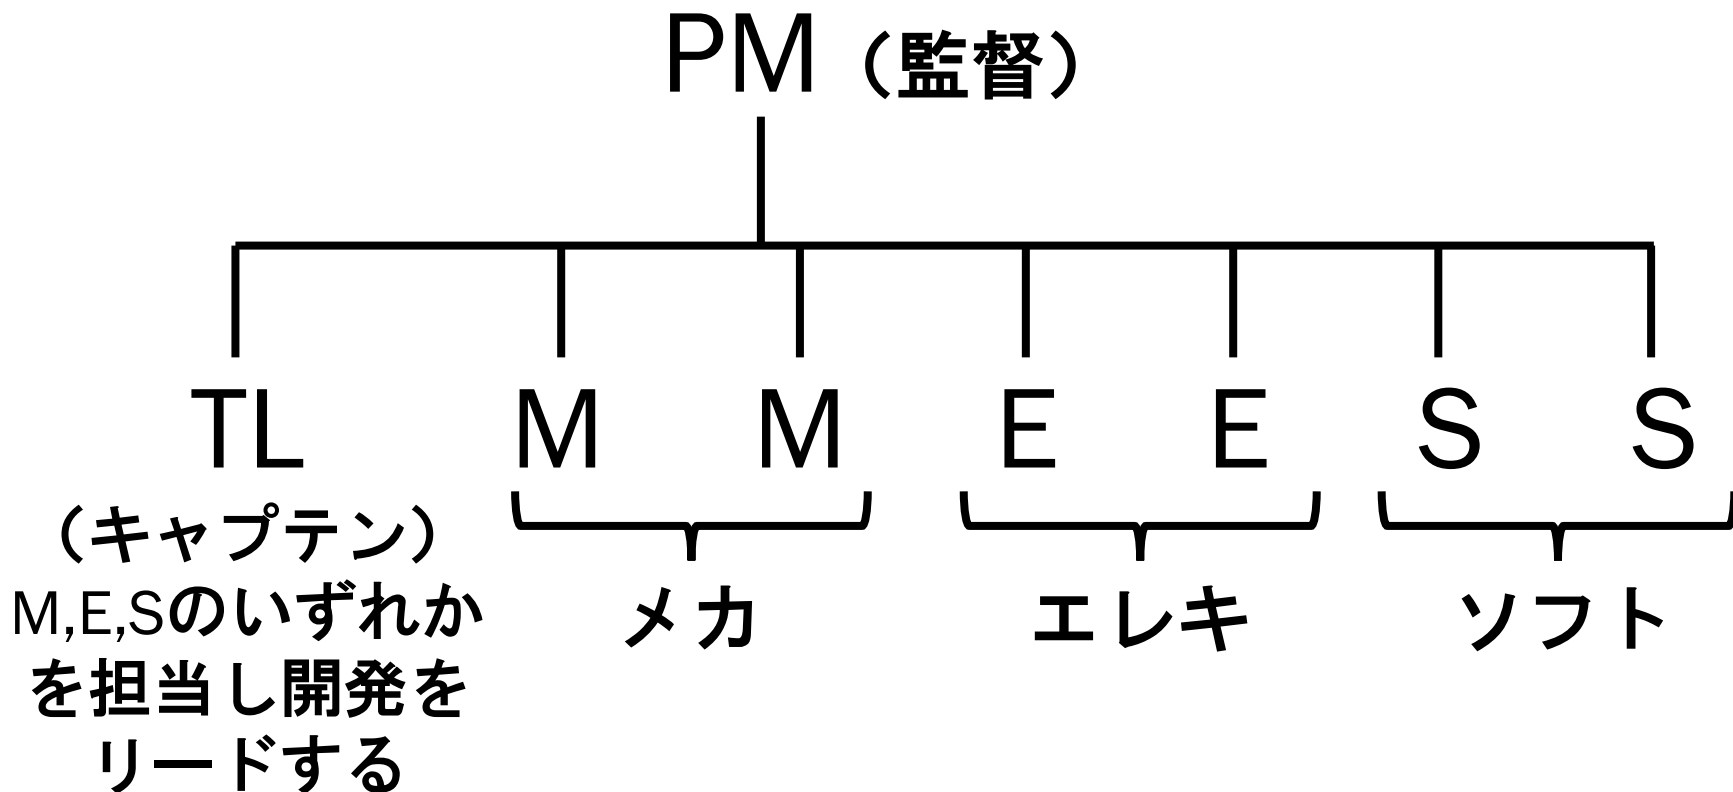 PM（監督）
TL M M E E S S
（キャプテン）
M,E,Sのいずれか
を担当し開発を
リードする
メカ
エレキ
ソフト